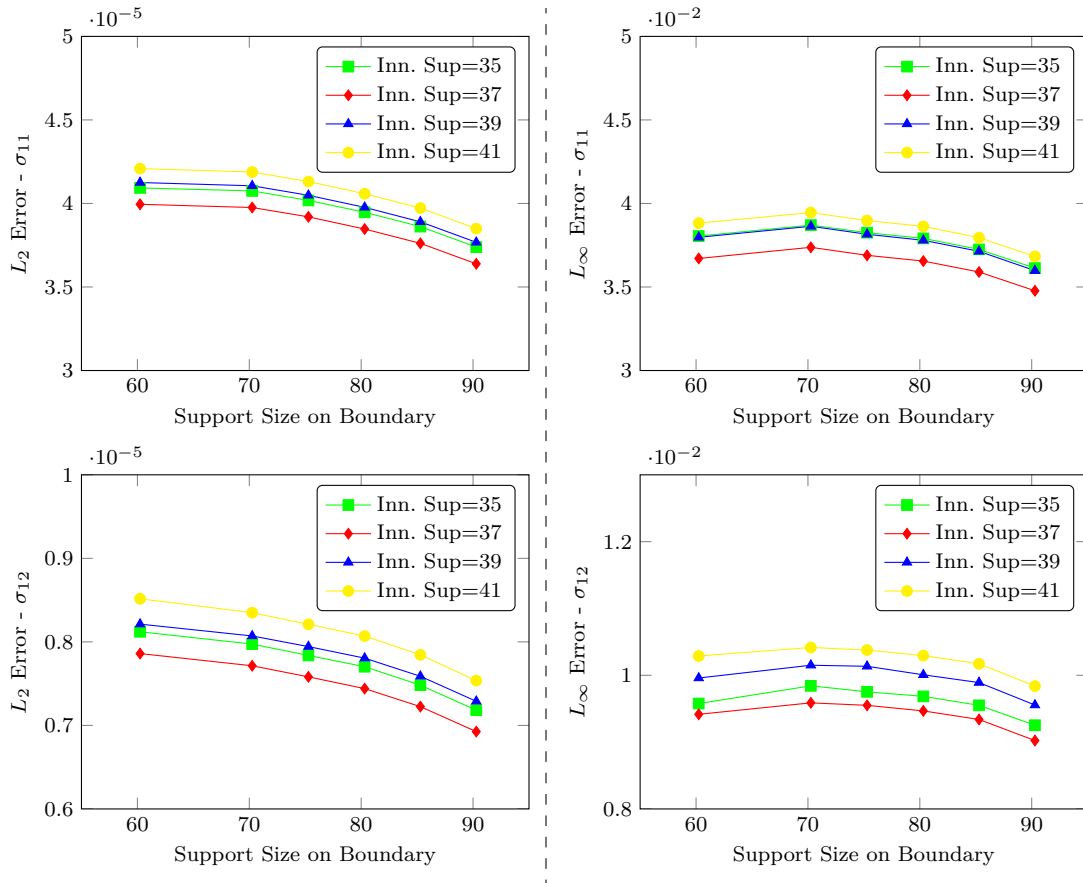 ·10⁻⁵
5
4.5
4
3.5
3
60 70 80 90
Support Size on Boundary
L₂ Error - σ₁₁
Inn. Sup=35
Inn. Sup=37
Inn. Sup=39
Inn. Sup=41
·10⁻²
5
4.5
4
3.5
3
60 70 80 90
Support Size on Boundary
L∞ Error - σ₁₁
Inn. Sup=35
Inn. Sup=37
Inn. Sup=39
Inn. Sup=41
·10⁻⁵
1
0.9
0.8
0.7
0.6
60 70 80 90
Support Size on Boundary
L₂ Error - σ₁₂
Inn. Sup=35
Inn. Sup=37
Inn. Sup=39
Inn. Sup=41
·10⁻²
1.2
1
0.8
60 70 80 90
Support Size on Boundary
L∞ Error - σ₁₂
Inn. Sup=35
Inn. Sup=37
Inn. Sup=39
Inn. Sup=41